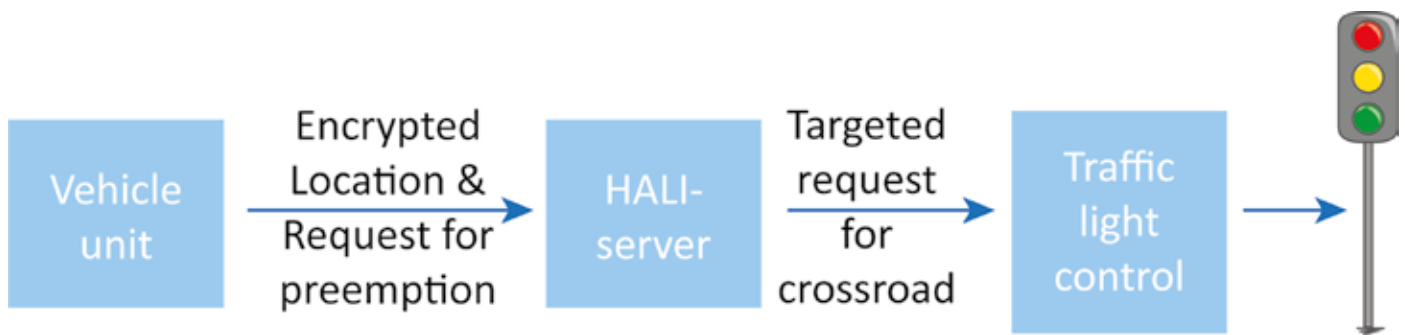 Vehicle
unit
Encrypted
Location &
Request for
preemption
HALI-
server
Targeted
request
for
crossroad
Traffic
light
control